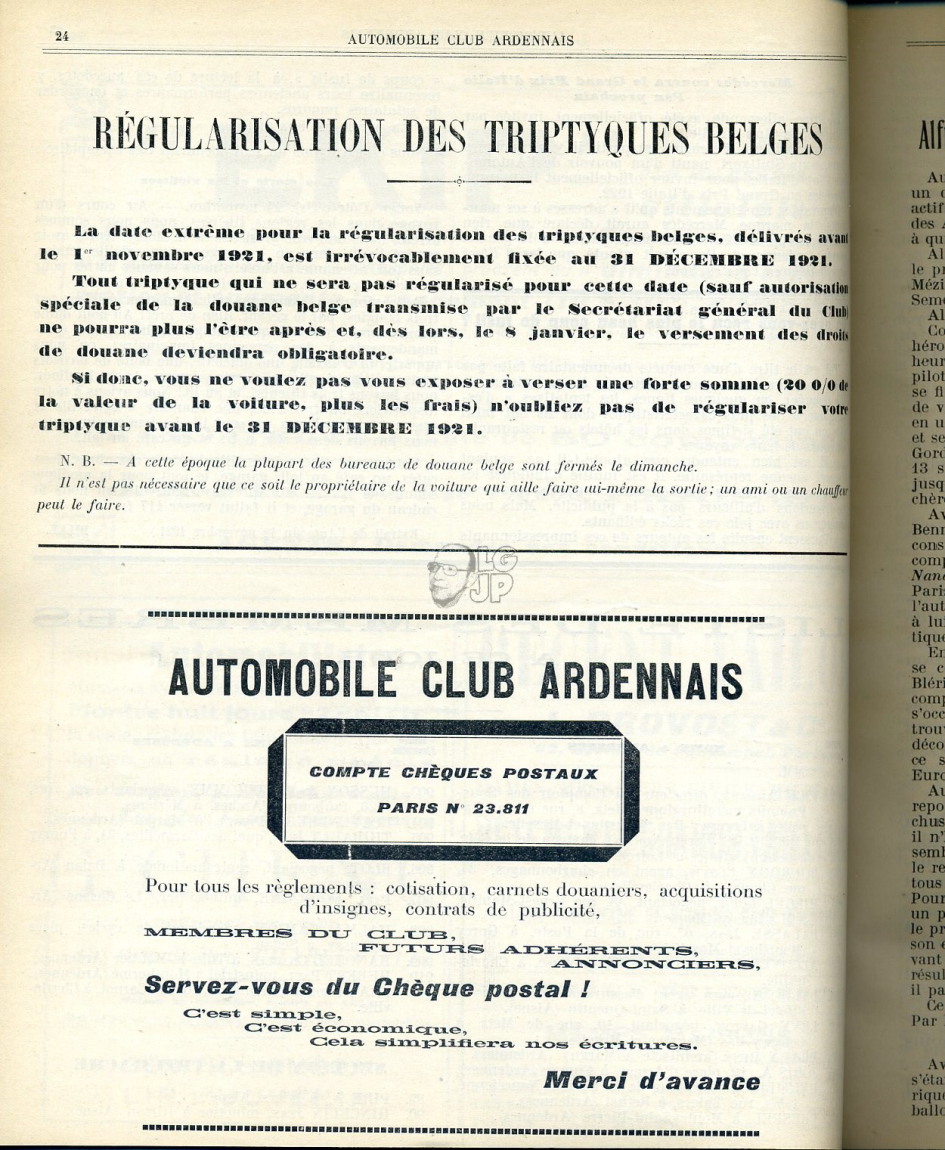 24
AUTOMOBILE CLUB ARDENNAIS
RÉGULARISATION DES TRIPTYQUES BELGES
La date extrême pour la régularisation des triptyques belges, délivrés avant
le 1er novembre 1921, est irrévocablement fixée au 31 DÉCEMBRE 1921.
Tout triptyque qui ne sera pas régularisé pour cette date (sauf autorisation
spéciale de la douane belge transmise par le Secrétariat général du Club)
ne pourra plus l'être après et, dès lors, le 8 janvier, le versement des droits
de douane deviendra obligatoire.
Si donc, vous ne voulez pas vous exposer à verser une forte somme (20 0/0 de
la valeur de la voiture, plus les frais) n'oubliez pas de régulariser votre
triptyque avant le 31 DÉCEMBRE 1921.
N. B. — A cette époque la plupart des bureaux de douane belge sont fermés le dimanche.
Il n'est pas nécessaire que ce soit le propriétaire de la voiture qui aille faire lui-même la sortie ; un ami ou un chauffeur
peut le faire.
LG
JP
AUTOMOBILE CLUB ARDENNAIS
COMPTE CHÈQUES POSTAUX
PARIS N° 23.811
Pour tous les règlements : cotisation, carnets douaniers, acquisitions
d'insignes, contrats de publicité,
MEMBRES DU CLUB,
FUTURS ADHÉRENTS,
ANNONCIERS,
Servez-vous du Chèque postal !
C'est simple,
C'est économique,
Cela simplifiera nos écritures.
Merci d'avance